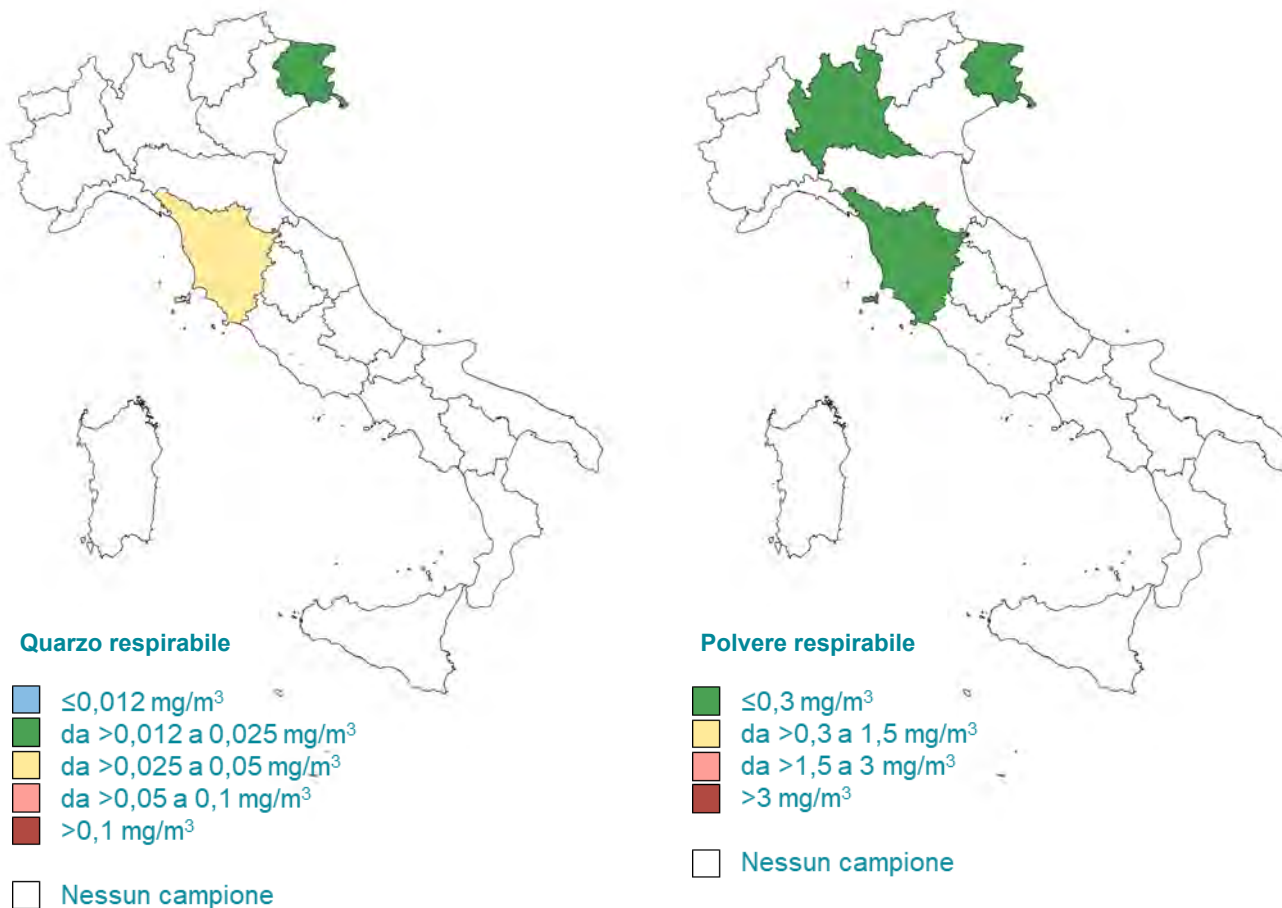 Quarzo respirabile
≤0,012 mg/m³
da >0,012 a 0,025 mg/m³
da >0,025 a 0,05 mg/m³
da >0,05 a 0,1 mg/m³
>0,1 mg/m³
Nessun campione
Polvere respirabile
≤0,3 mg/m³
da >0,3 a 1,5 mg/m³
da >1,5 a 3 mg/m³
>3 mg/m³
Nessun campione